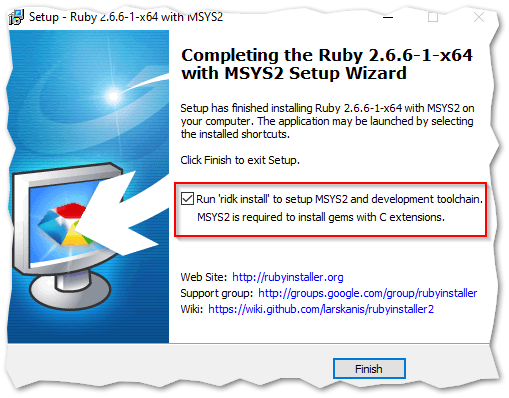 Setup - Ruby 2.6.6-1-x64 with MSYS2
Completing the Ruby 2.6.6-1-x64
with MSYS2 Setup Wizard
Setup has finished installing Ruby 2.6.6-1-x64 with MSYS2 on
your computer. The application may be launched by selecting
the installed shortcuts.
Click Finish to exit Setup.
Run 'ridk install' to setup MSYS2 and development toolchain.
MSYS2 is required to install gems with C extensions.
Web Site: http://rubyinstaller.org
Support group: http://groups.google.com/group/rubyinstaller
Wiki: https://wiki.github.com/larskanis/rubyinstaller2
Finish